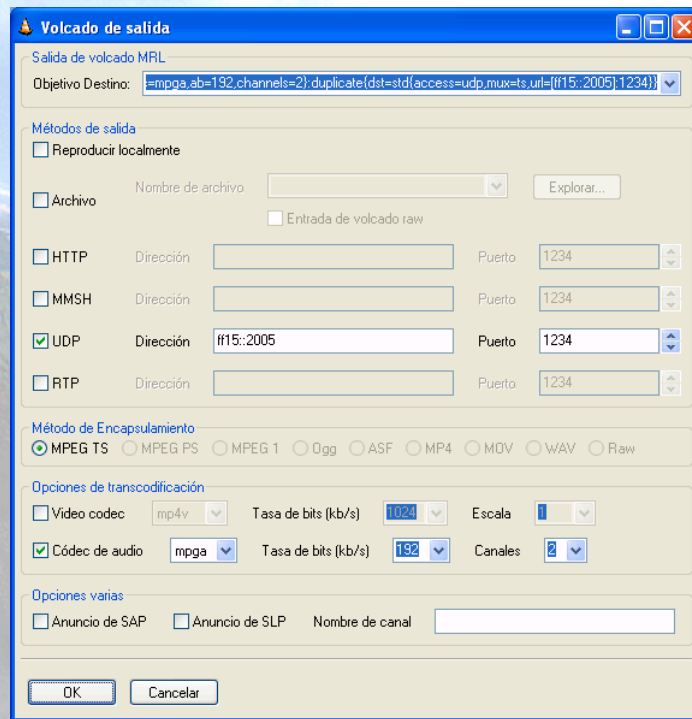 Volcado de salida
Salida de volcado MRL
Objetivo Destino: :=mpga,ab=192,channels=2}:duplicate{dst=std{access=udp,mux=ts,url=[ff15::2005]:1234}}
Métodos de salida
Reproducir localmente
Archivo Nombre de archivo Explorar...
Entrada de volcado raw
HTTP Dirección Puerto 1234
MMSH Dirección Puerto 1234
UDP Dirección ff15::2005 Puerto 1234
RTP Dirección Puerto 1234
Método de Encapsulamiento
MPEG TS MPEG PS MPEG 1 Ogg ASF MP4 MOV WAV Raw
Opciones de transcodificación
Video codec mp4v Tasa de bits (kb/s) 1024 Escala 1
Códec de audio mpga Tasa de bits (kb/s) 192 Canales 2
Opciones varias
Anuncio de SAP Anuncio de SLP Nombre de canal
OK Cancelar